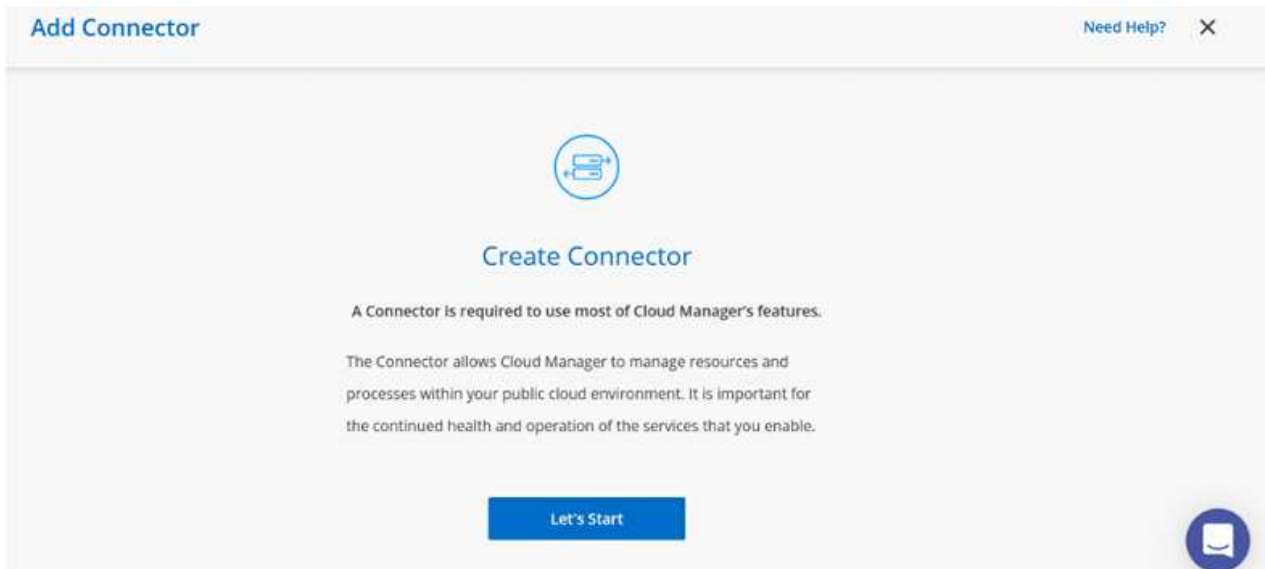 Add Connector
Need Help?
Create Connector
A Connector is required to use most of Cloud Manager's features.
The Connector allows Cloud Manager to manage resources and
processes within your public cloud environment. It is important for
the continued health and operation of the services that you enable.
Let's Start